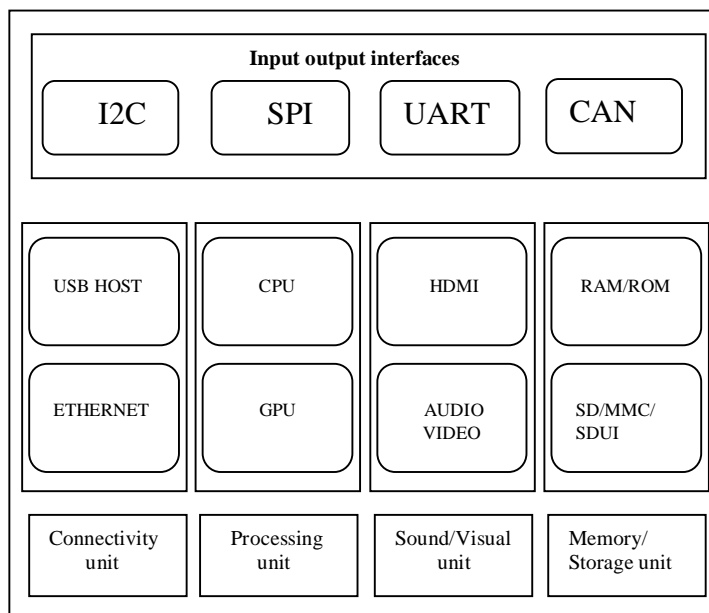 Input output interfaces
I2C
SPI
UART
CAN
USB HOST
CPU
HDMI
RAM/ROM
ETHERNET
GPU
AUDIO
VIDEO
SD/MMC/
SDUI
Connectivity
unit
Processing
unit
Sound/Visual
unit
Memory/
Storage unit